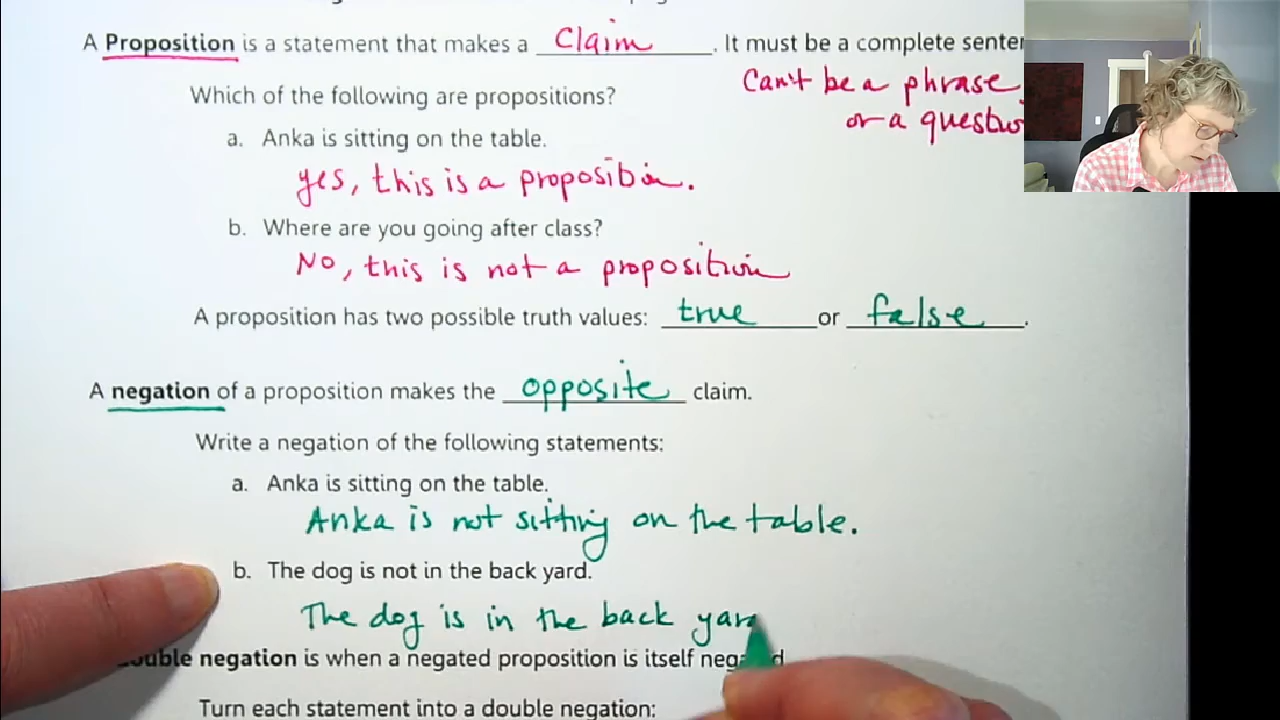 A Proposition is a statement that makes a Claim. It must be a complete
Can't be a phrase
or a
Which of the following are propositions?
a. Anka is sitting on the table.
yes, this is a proposition.
b. Where are you going after class?
No, this is not a proposition
A proposition has two possible truth values: true or false.
A negation of a proposition makes the opposite claim.
Write a negation of the following statements:
a. Anka is sitting on the table.
Anka is not sitting on the table.
b. The dog is not in the back yard.
The dog is in the back
negation is when a negated proposition is itself
Turn each statement into a double negation: